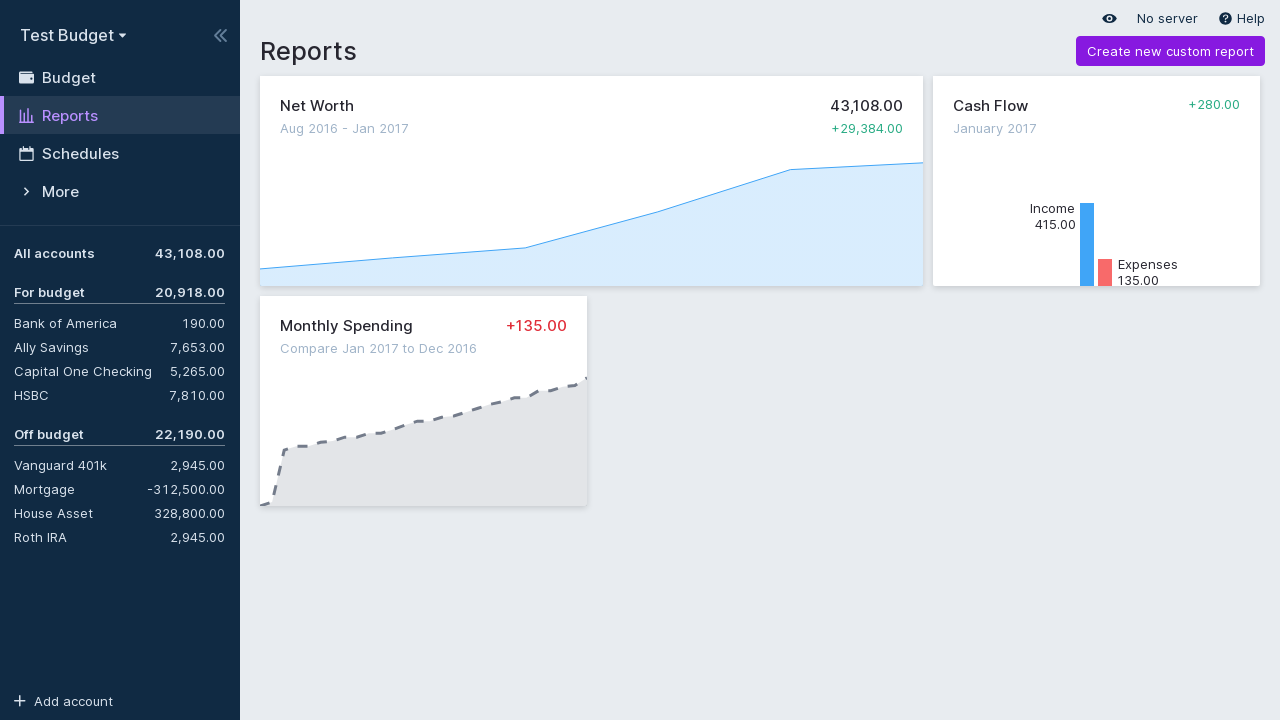 Test Budget
Budget
Reports
Schedules
More
All accounts 43,108.00
For budget 20,918.00
Bank of America 190.00
Ally Savings 7,653.00
Capital One Checking 5,265.00
HSBC 7,810.00
Off budget 22,190.00
Vanguard 401k 2,945.00
Mortgage -312,500.00
House Asset 328,800.00
Roth IRA 2,945.00
Add account
No server Help
Reports
Create new custom report
Net Worth 43,108.00
Aug 2016 - Jan 2017 +29,384.00
Cash Flow +280.00
January 2017
Income
415.00
Expenses
135.00
Monthly Spending +135.00
Compare Jan 2017 to Dec 2016